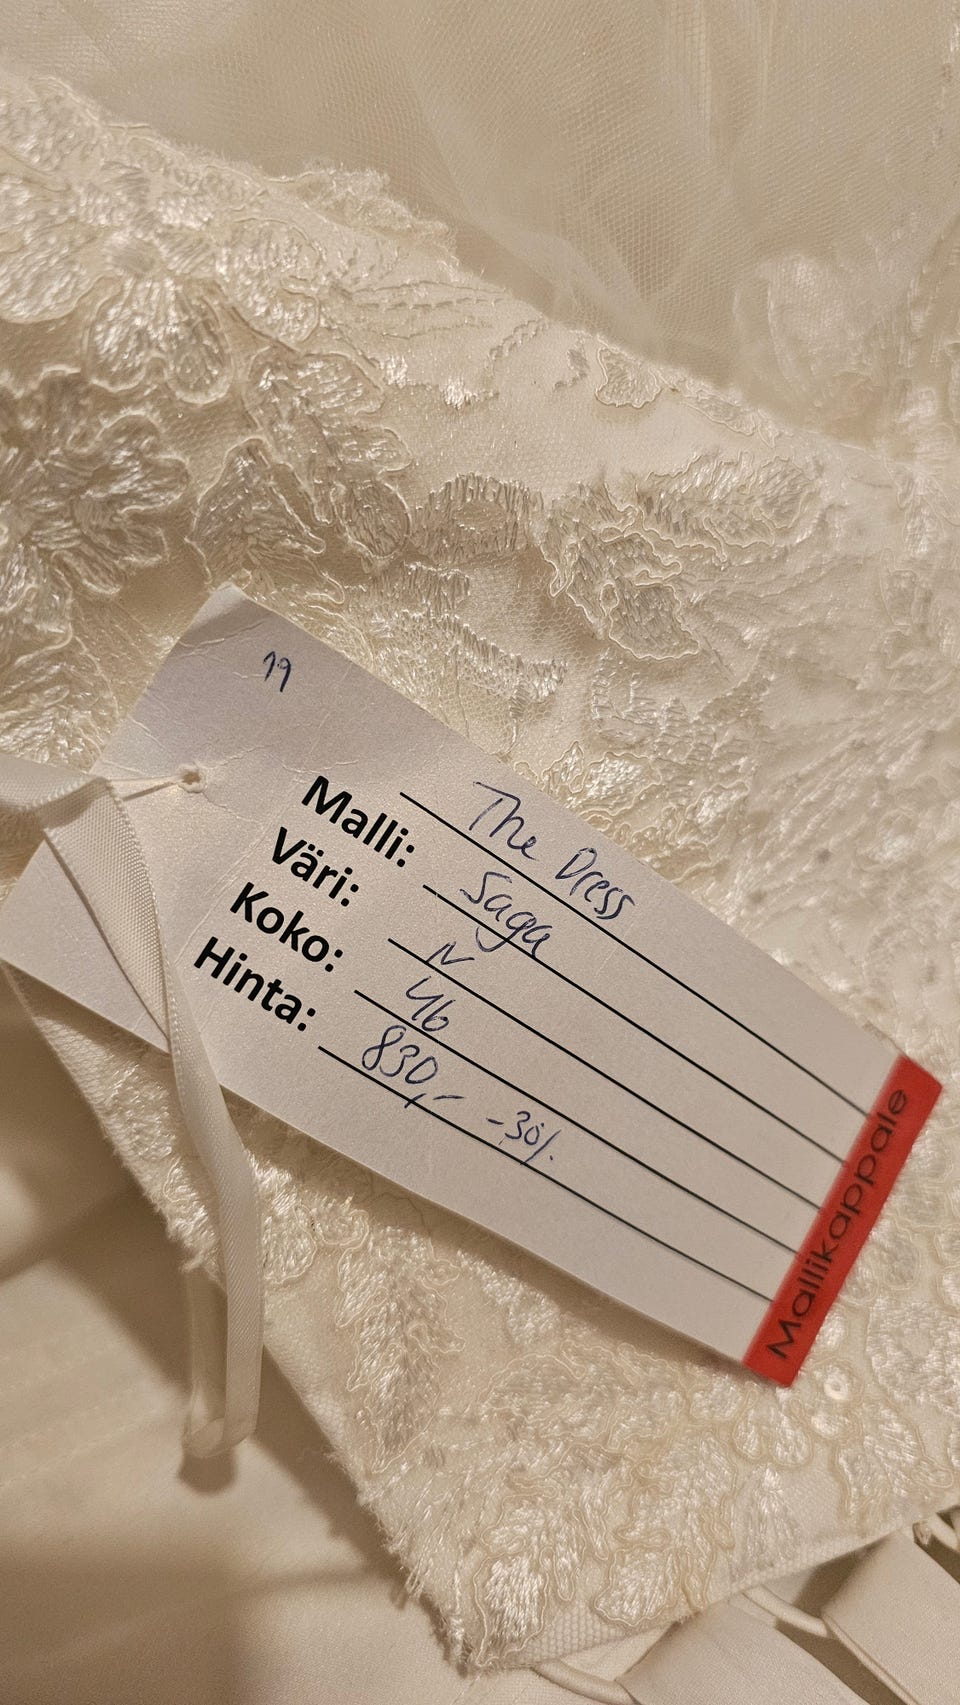 19
The Dress
Malli: Saga
Väri: N
Koko: 46
Hinta: 830,- -30%
Mallikappale